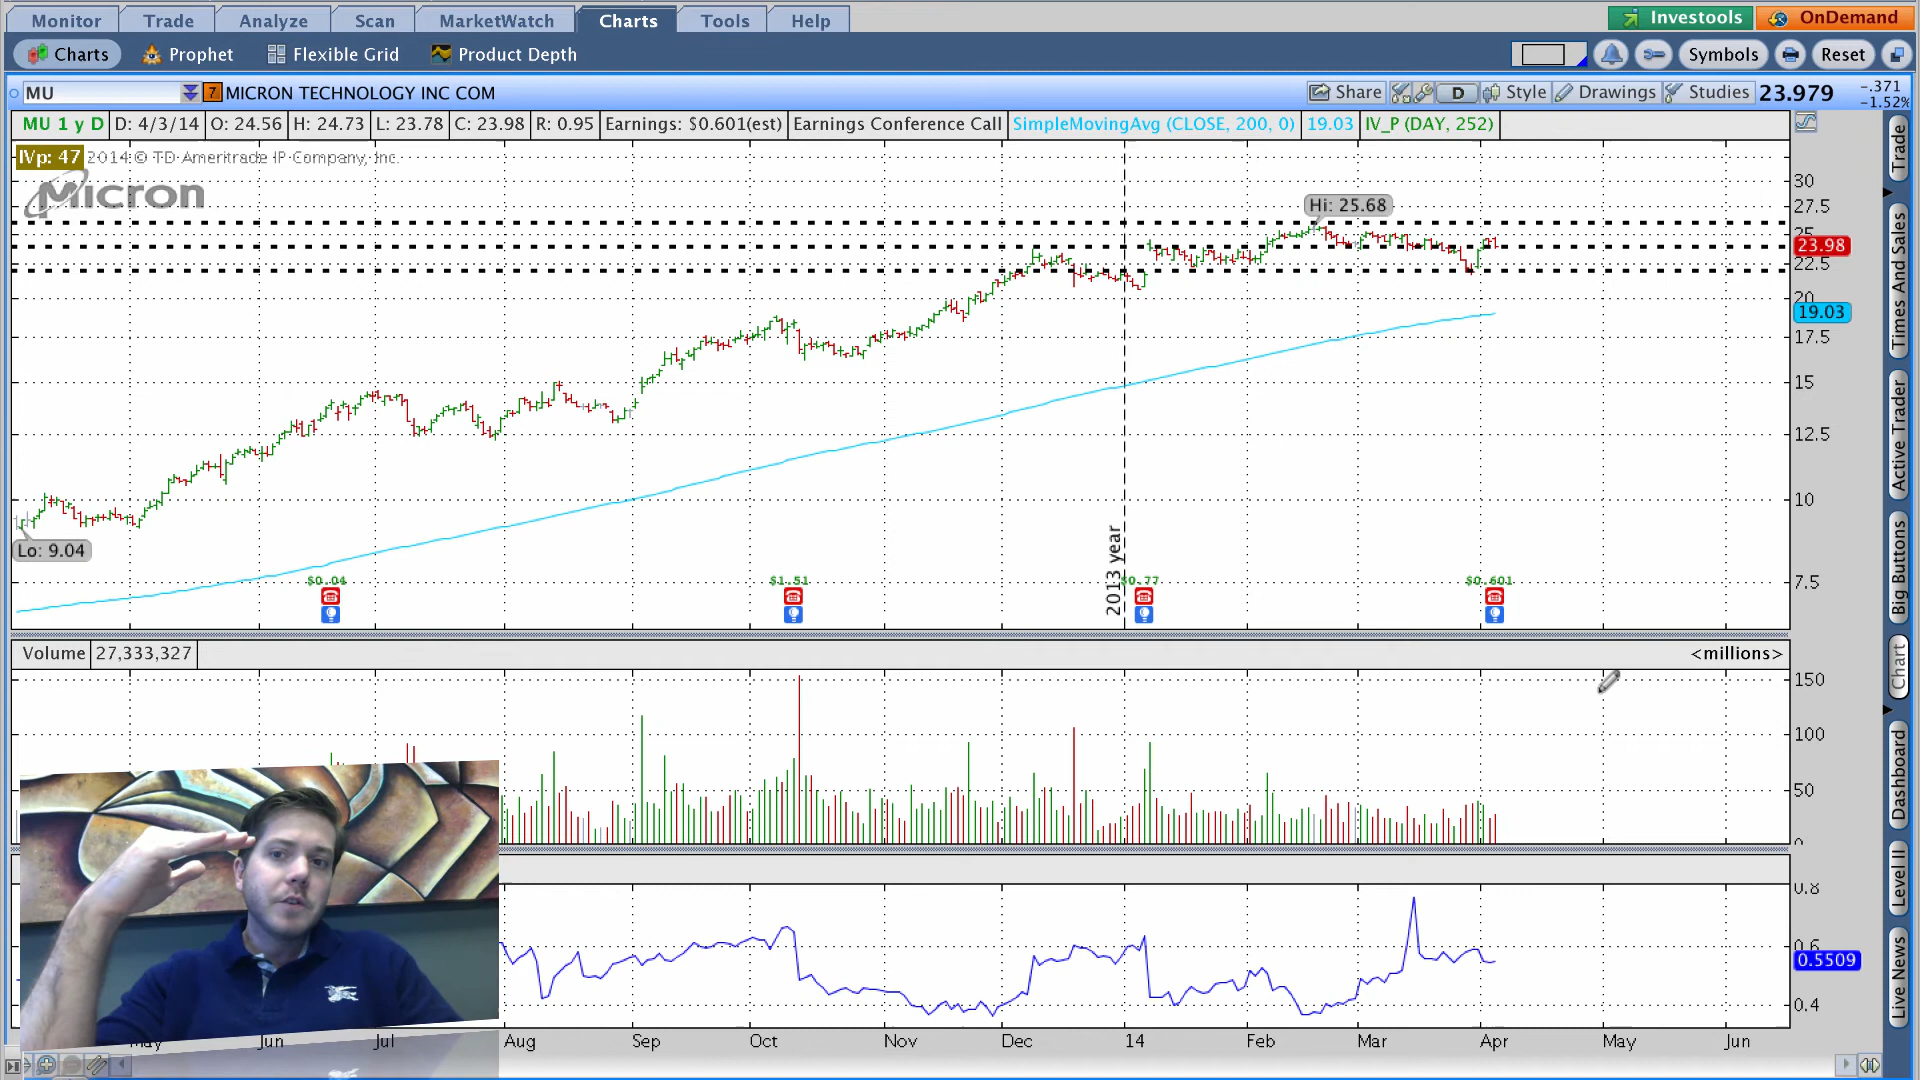 Monitor Trade Analyze Scan MarketWatch Charts Tools Help Investools OnDemand
Charts Prophet Flexible Grid Product Depth Symbols Reset
MU 7 MICRON TECHNOLOGY INC COM Share D Style Drawings Studies 23.979 -.371
-1.52%
MU 1 y D D: 4/3/14 O: 24.56 H: 24.73 L: 23.78 C: 23.98 R: 0.95 Earnings: $0.601(est) Earnings Conference Call SimpleMovingAvg (CLOSE, 200, 0) 19.03 IV_P (DAY, 252)
IVp: 47 2014 © TD Ameritrade IP Company, Inc.
Micron
Hi: 25.68
30
27.5
25
23.98
22.5
20
19.03
17.5
15
12.5
10
7.5
Lo: 9.04
2013 year
$0.04 $1.51 $0.77 $0.601
Volume 27,333,327 <millions>
150
100
50
0
0.8
0.6
0.5509
0.4
May Jun Jul Aug Sep Oct Nov Dec 14 Feb Mar Apr May Jun
Trade
Times And Sales
Active Trader
Big Buttons
Chart
Dashboard
Level II
Live News